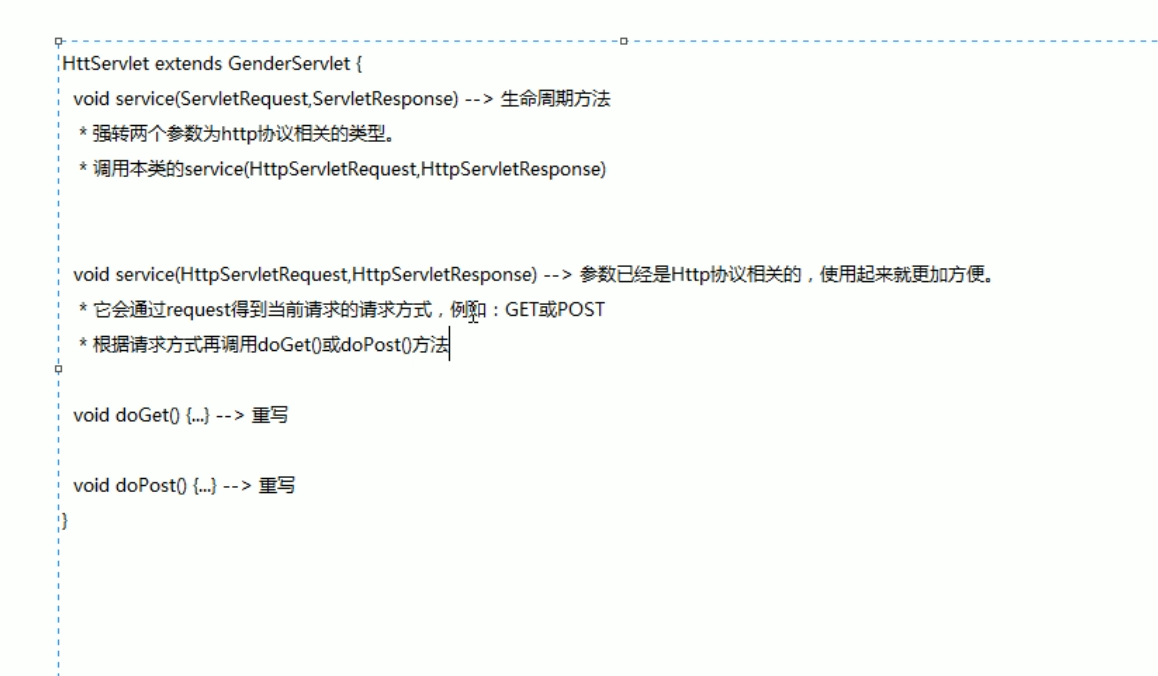 HttServlet extends GenderServlet {
void service(ServletRequest,ServletResponse) --> 生命周期方法
* 强转两个参数为http协议相关的类型。
* 调用本类的service(HttpServletRequest,HttpServletResponse)
void service(HttpServletRequest,HttpServletResponse) --> 参数已经是Http协议相关的，使用起来就更加方便。
* 它会通过request得到当前请求的请求方式，例如：GET或POST
* 根据请求方式再调用doGet()或doPost()方法
void doGet() {...} --> 重写
void doPost() {...} --> 重写
}